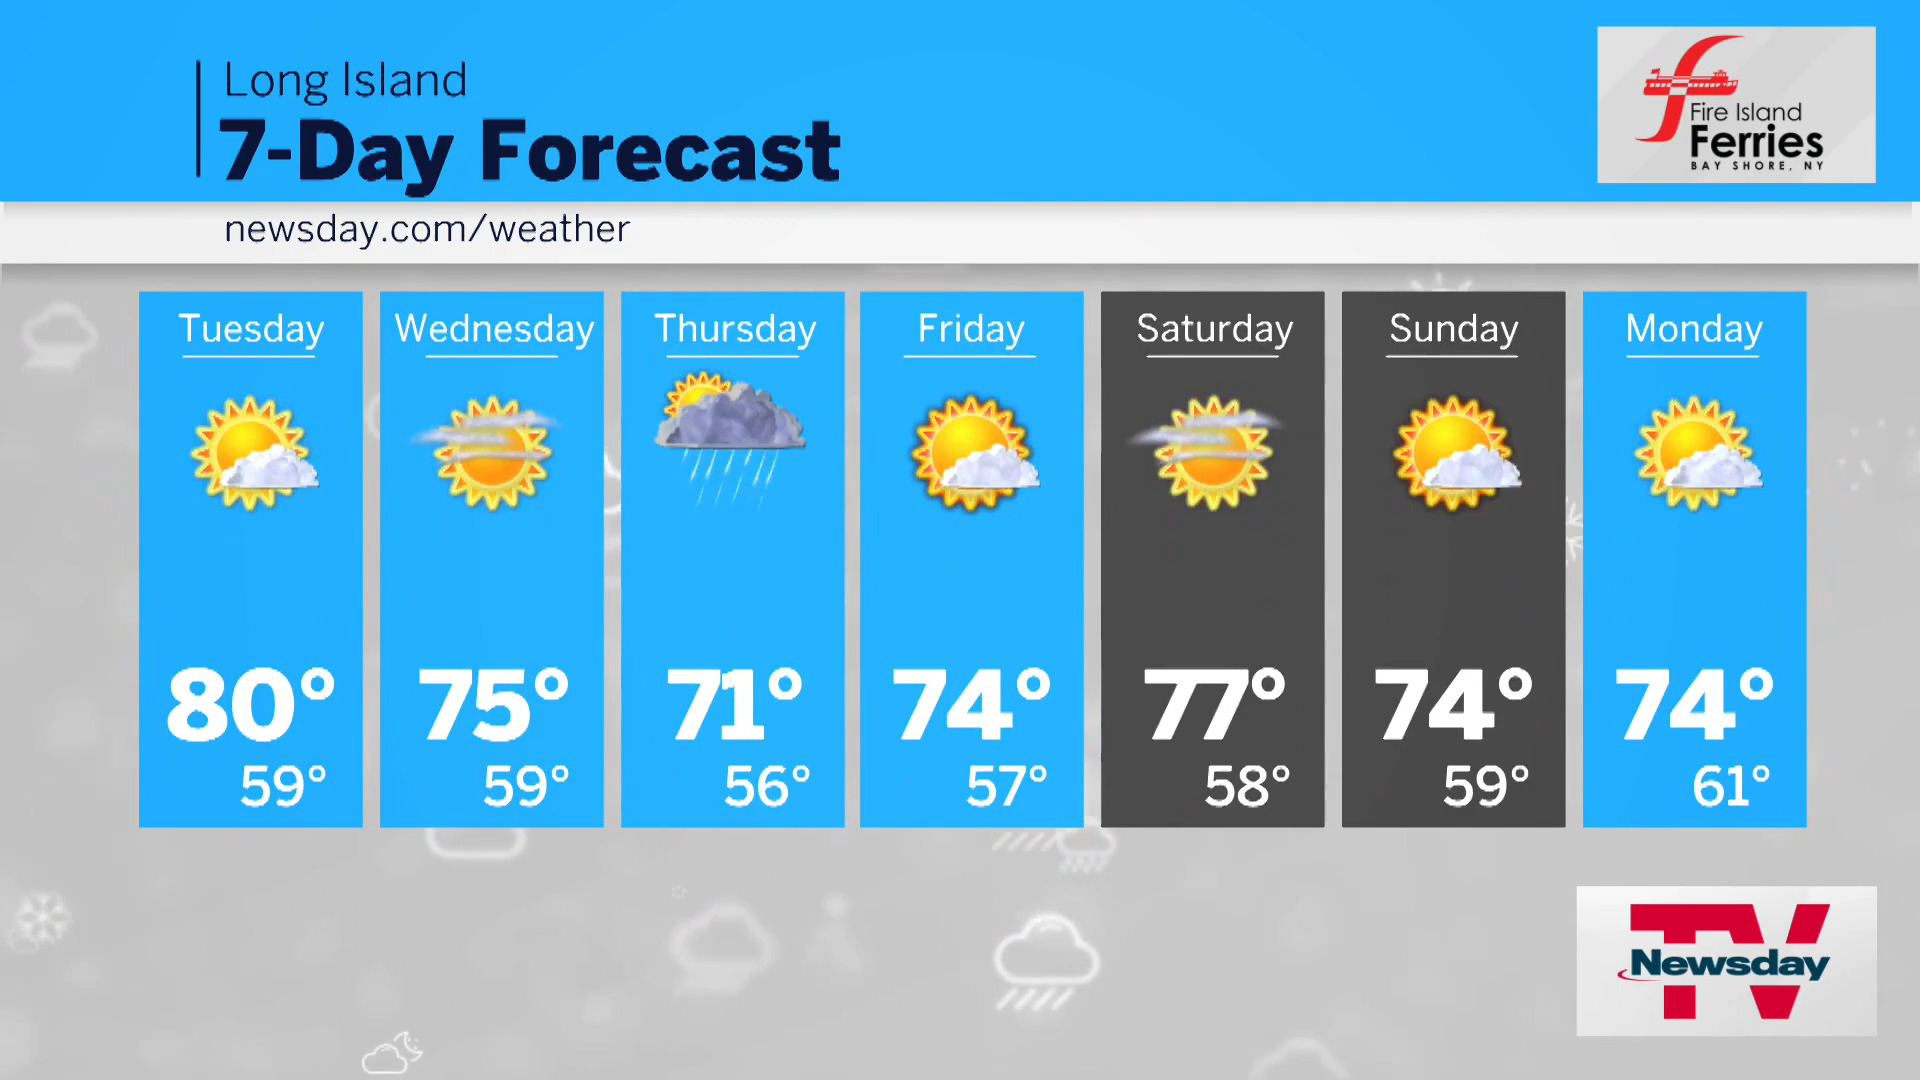 Long Island
7-Day Forecast
newsday.com/weather
Fire Island
Ferries
BAY SHORE, NY
Tuesday
80°
59°
Wednesday
75°
59°
Thursday
71°
56°
Friday
74°
57°
Saturday
77°
58°
Sunday
74°
59°
Monday
74°
61°
TV
Newsday